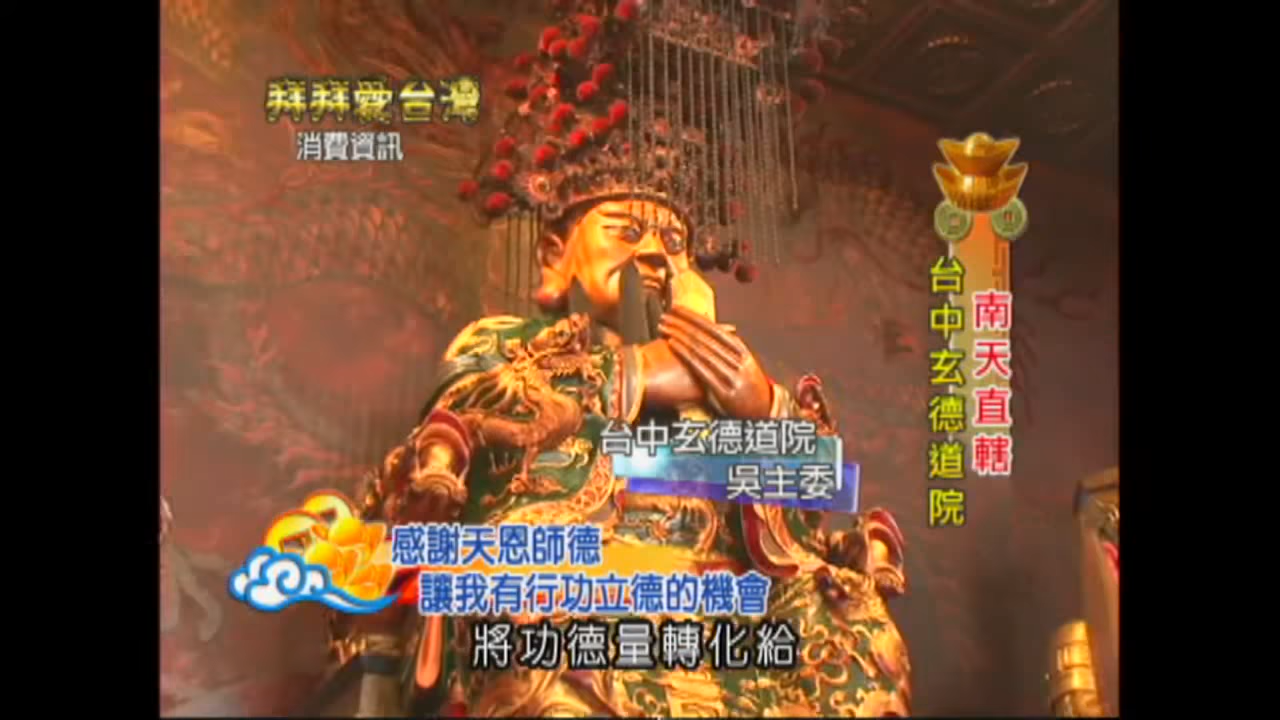 拜拜愛台灣
消費資訊
南天直轄
台中玄德道院
台中玄德道院
吳主委
感謝天恩師德
讓我有行功立德的機會
將功德量轉化給